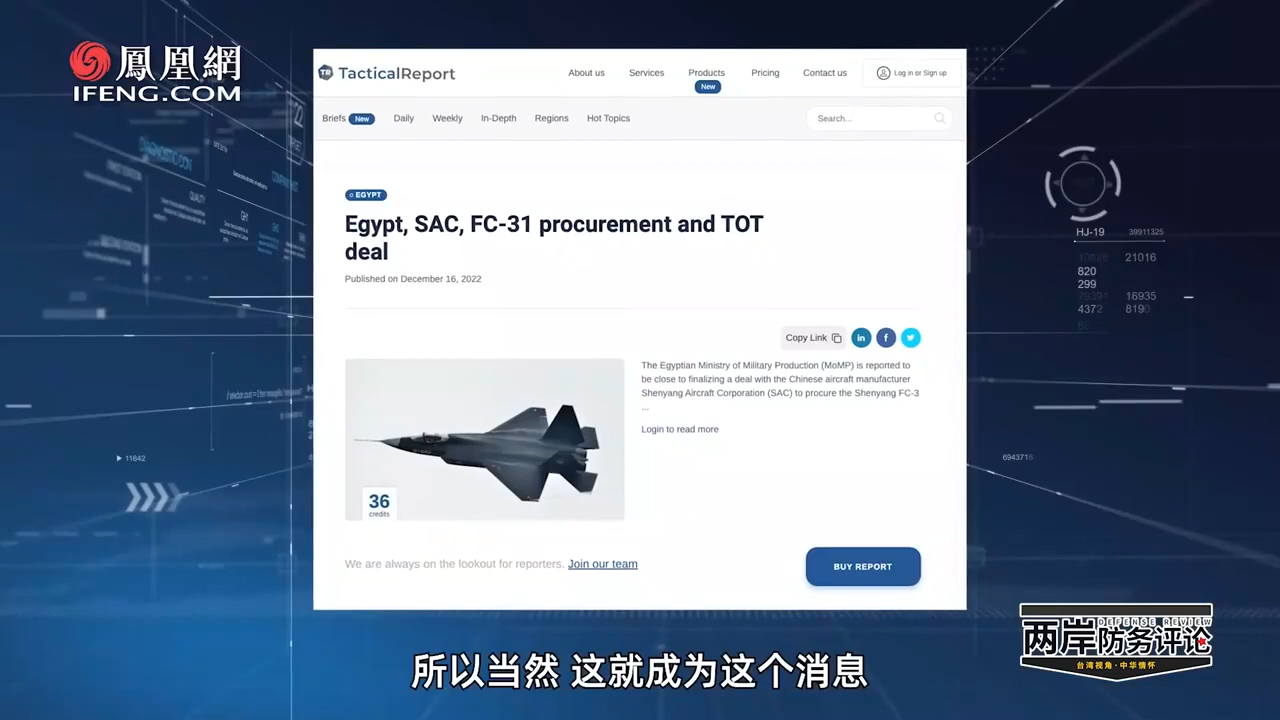 鳳凰網
IFENG.COM
TacticalReport
About us
Services
Products
New
Pricing
Contact us
Log in or Sign up
Briefs New
Daily
Weekly
In-Depth
Regions
Hot Topics
Search...
EGYPT
Egypt, SAC, FC-31 procurement and TOT
deal
Published on December 16, 2022
Copy Link
The Egyptian Ministry of Military Production (MoMP) is reported to
be close to finalizing a deal with the Chinese aircraft manufacturer
Shenyang Aircraft Corporation (SAC) to procure the Shenyang FC-3
...
Login to read more
36
credits
We are always on the lookout for reporters. Join our team
BUY REPORT
HJ-19 39911325
21016
820
299
16935
4372 8190
11642
6943716
DEFENSE REVIEW
两岸防务评论
台湾视角·中华情怀
所以当然 这就成为这个消息